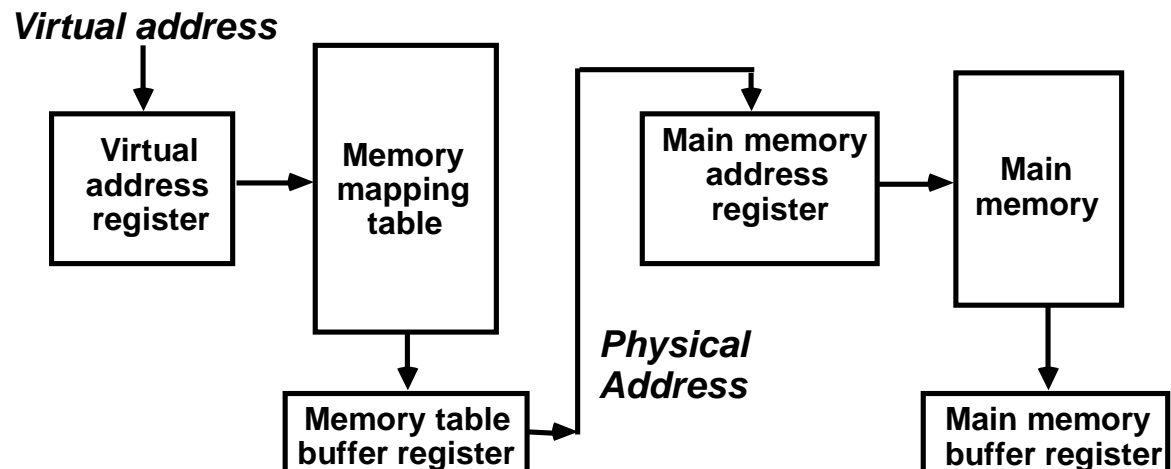 Virtual address
Virtual
address
register
Memory
mapping
table
Memory table
buffer register
Physical
Address
Main memory
address
register
Main
memory
Main memory
buffer register